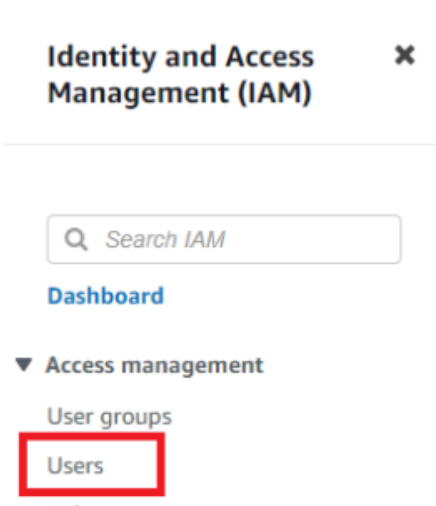 Identity and Access
Management (IAM)
Search IAM
Dashboard
Access management
User groups
Users